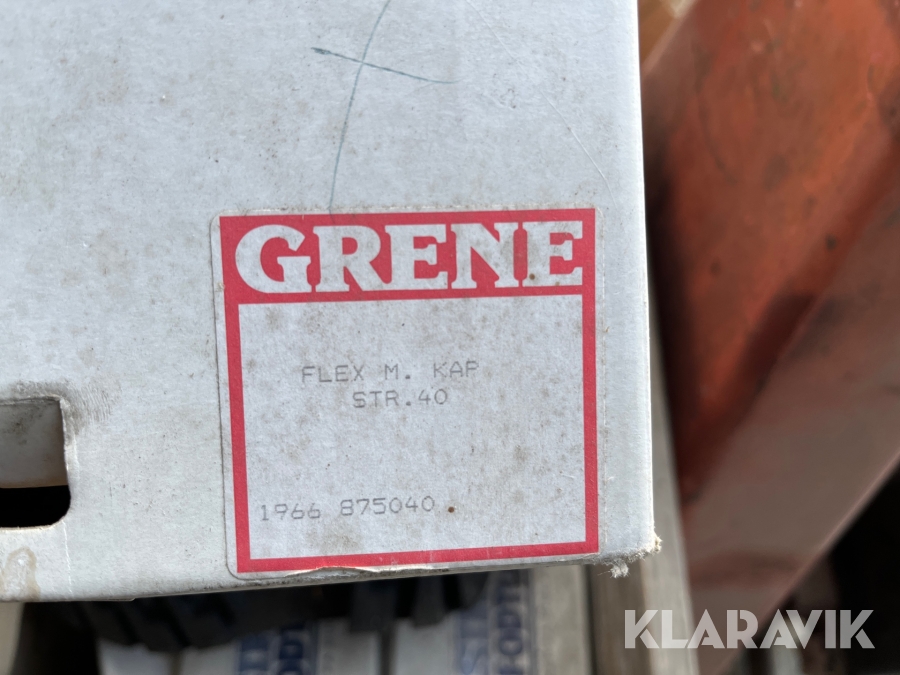 GRENE
FLEX M. KAP
STR.40
1966 875040
KLARAVIK